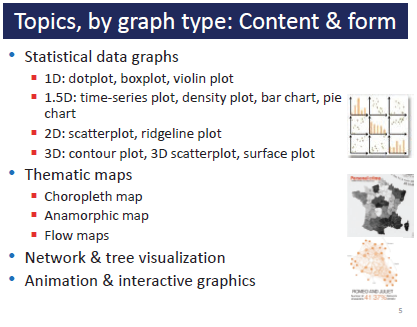 Topics, by graph type: Content & form
• Statistical data graphs
▪ 1D: dotplot, boxplot, violin plot
▪ 1.5D: time-series plot, density plot, bar chart, pie
chart
▪ 2D: scatterplot, ridgeline plot
▪ 3D: contour plot, 3D scatterplot, surface plot
• Thematic maps
▪ Choropleth map
▪ Anamorphic map
▪ Flow maps
• Network & tree visualization
• Animation & interactive graphics
ROMEO AND JULIET
5